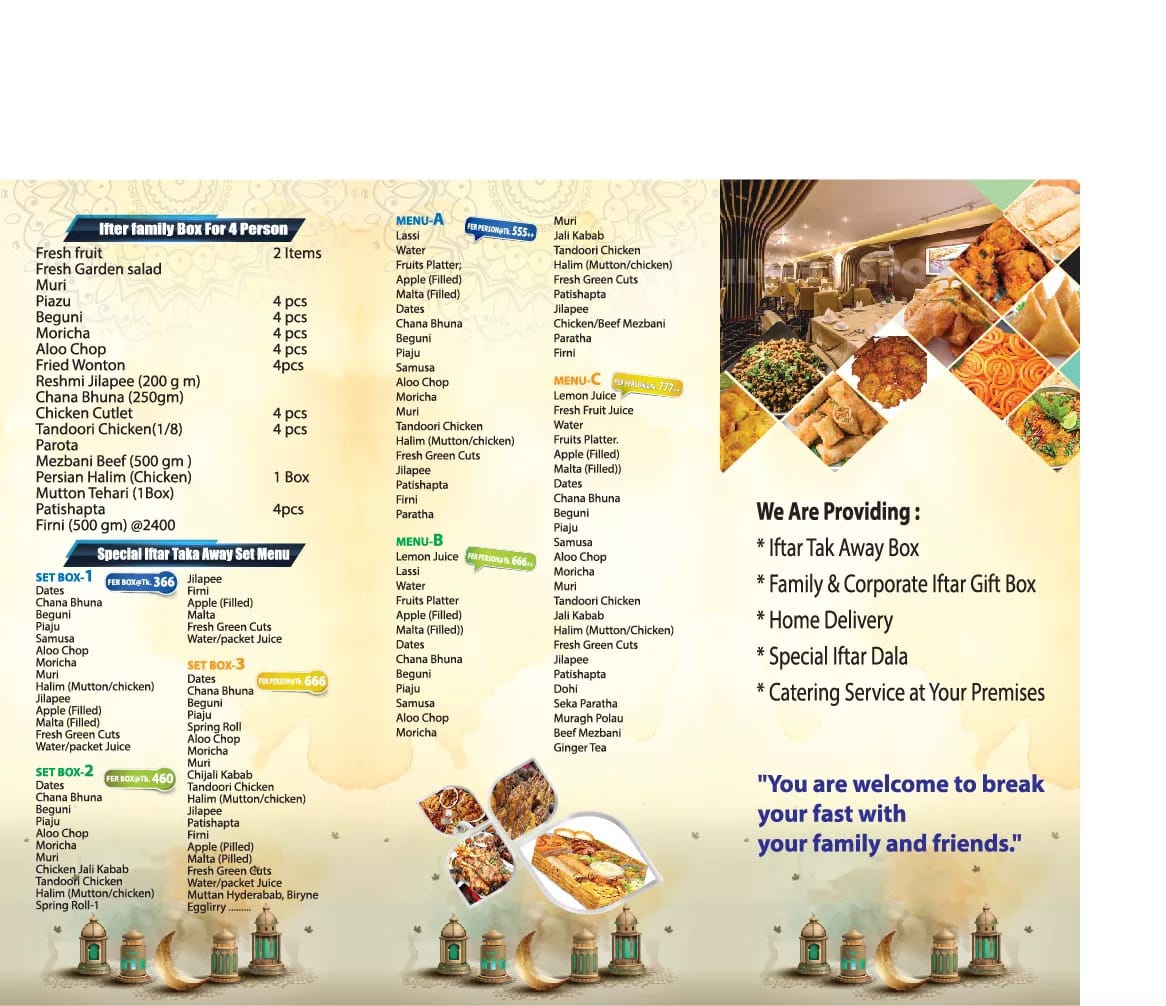 Ifter family Box For 4 Person
Fresh fruit 2 Items
Fresh Garden salad
Muri
Piazu 4 pcs
Beguni 4 pcs
Moricha 4 pcs
Aloo Chop 4 pcs
Fried Wonton 4pcs
Reshmi Jilapee (200 g m)
Chana Bhuna (250gm)
Chicken Cutlet 4 pcs
Tandoori Chicken(1/8) 4 pcs
Parota
Mezbani Beef (500 gm )
Persian Halim (Chicken) 1 Box
Mutton Tehari (1Box)
Patishapta 4pcs
Firni (500 gm) @2400
Special Iftar Taka Away Set Menu
SET BOX-1 FER BOX@Tk. 366
Dates
Chana Bhuna
Beguni
Piaju
Samusa
Aloo Chop
Moricha
Muri
Halim (Mutton/chicken)
Jilapee
Apple (Filled)
Malta (Filled)
Fresh Green Cuts
Water/packet Juice
SET BOX-2 FER BOX@Tk. 460
Dates
Chana Bhuna
Beguni
Piaju
Aloo Chop
Moricha
Muri
Chicken Jali Kabab
Tandoori Chicken
Halim (Mutton/chicken)
Spring Roll-1
Jilapee
Firni
Apple (Filled)
Malta
Fresh Green Cuts
Water/packet Juice
SET BOX-3 FER PERSON@Tk. 666
Dates
Chana Bhuna
Beguni
Piaju
Spring Roll
Aloo Chop
Moricha
Muri
Chijali Kabab
Tandoori Chicken
Halim (Mutton/chicken)
Jilapee
Patishapta
Firni
Apple (Pilled)
Malta (Pilled)
Fresh Green Cuts
Water/packet Juice
Muttan Hyderabab, Biryne
Egglirry .........
MENU-A FER PERSON@Tk. 555++
Lassi
Water
Fruits Platter;
Apple (Filled)
Malta (Filled)
Dates
Chana Bhuna
Beguni
Piaju
Samusa
Aloo Chop
Moricha
Muri
Tandoori Chicken
Halim (Mutton/chicken)
Fresh Green Cuts
Jilapee
Patishapta
Firni
Paratha
MENU-B FER PERSON@Tk. 666++
Lemon Juice
Lassi
Water
Fruits Platter
Apple (Filled)
Malta (Filled))
Dates
Chana Bhuna
Beguni
Piaju
Samusa
Aloo Chop
Moricha
Muri
Jali Kabab
Tandoori Chicken
Halim (Mutton/chicken)
Fresh Green Cuts
Patishapta
Jilapee
Chicken/Beef Mezbani
Paratha
Firni
MENU-C FER PERSON@Tk. 777++
Lemon Juice
Fresh Fruit Juice
Water
Fruits Platter.
Apple (Filled)
Malta (Filled))
Dates
Chana Bhuna
Beguni
Piaju
Samusa
Aloo Chop
Moricha
Muri
Tandoori Chicken
Jali Kabab
Halim (Mutton/Chicken)
Fresh Green Cuts
Jilapee
Patishapta
Dohi
Seka Paratha
Muragh Polau
Beef Mezbani
Ginger Tea
We Are Providing :
* Iftar Tak Away Box
* Family & Corporate Iftar Gift Box
* Home Delivery
* Special Iftar Dala
* Catering Service at Your Premises
"You are welcome to break
your fast with
your family and friends."